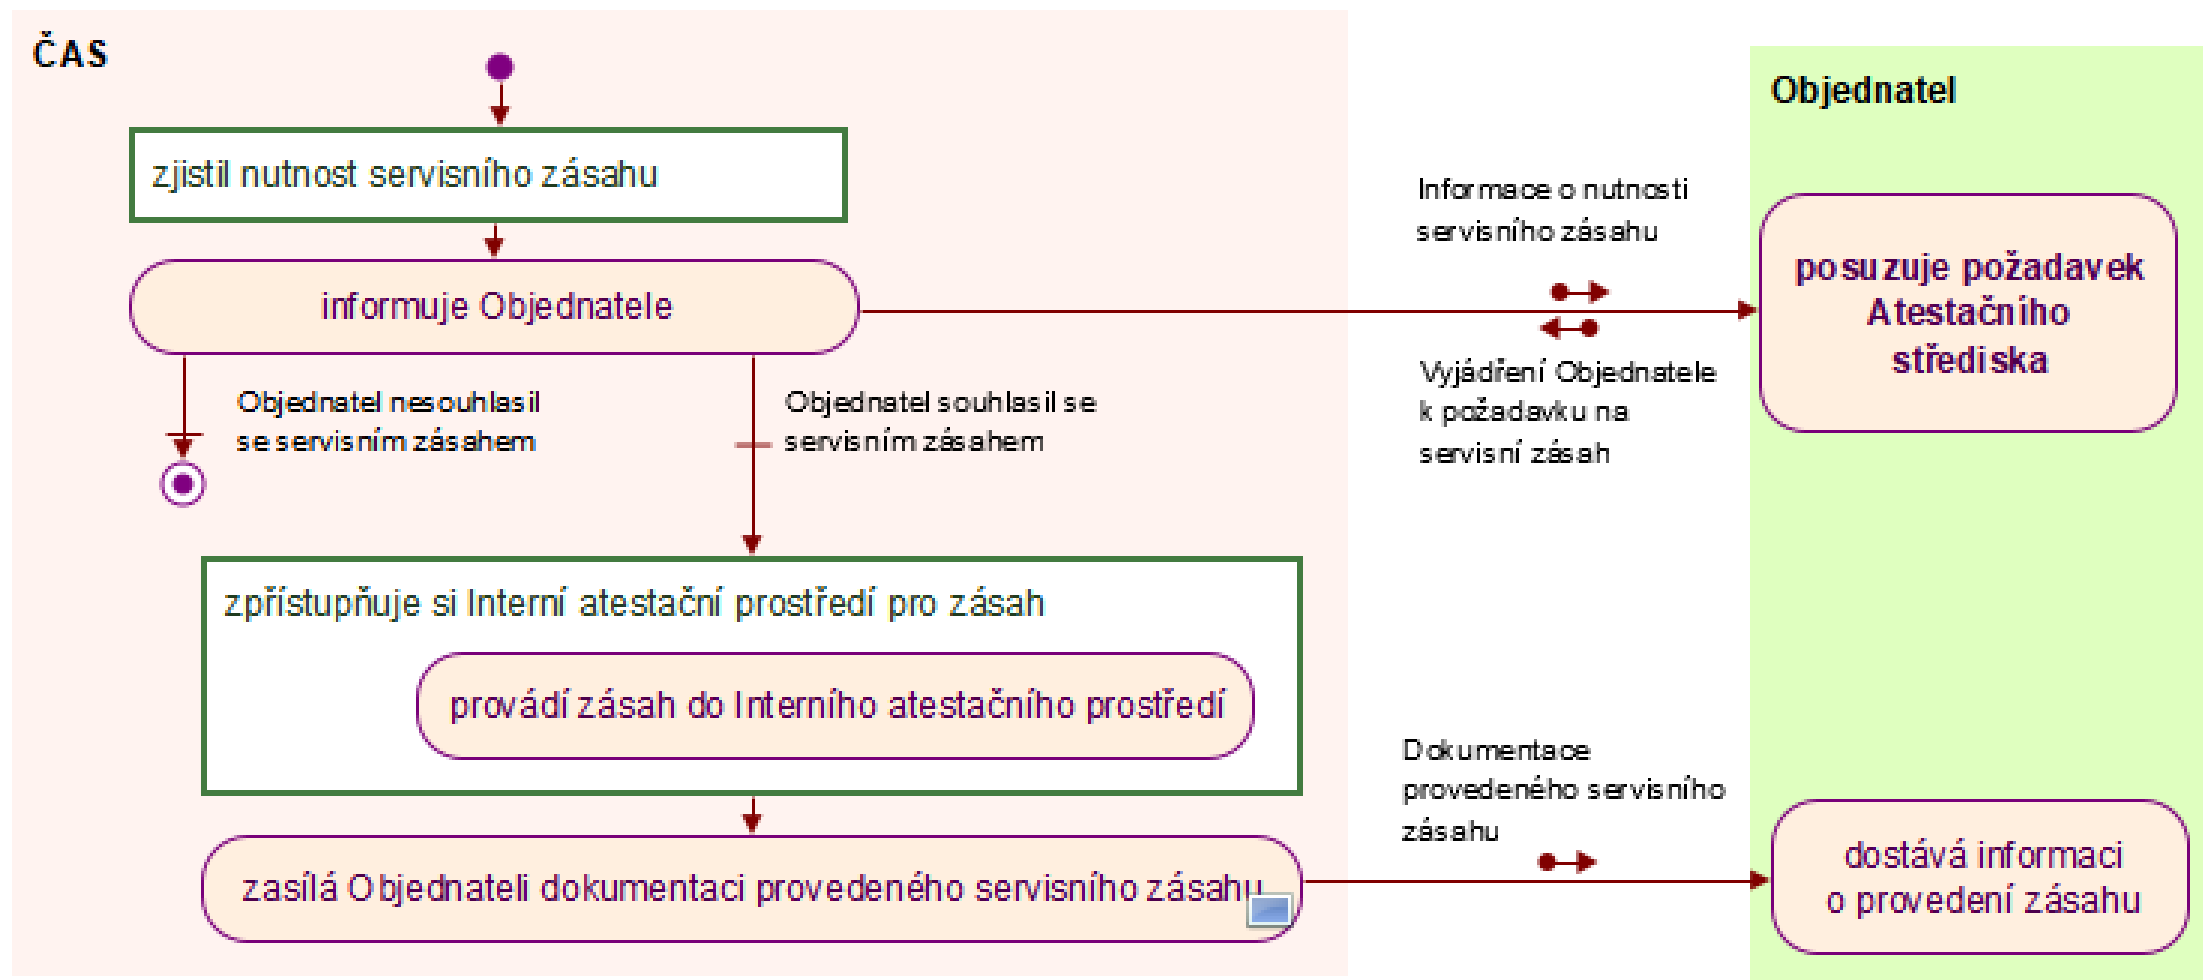 ČAS
Objednatel
zjistil nutnost servisního zásahu
Informace o nutnosti
servisního zásahu
informuje Objednatele
posuzuje požadavek
Atestačního
střediska
Vyjádření Objednatele
k požadavku na
servisní zásah
Objednatel nesouhlasil
se servisním zásahem
Objednatel souhlasil se
servisním zásahem
zpřístupňuje si Interní atestační prostředí pro zásah
provádí zásah do Interního atestačního prostředí
Dokumentace
provedeného servisního
zásahu
zasílá Objednateli dokumentaci provedeného servisního zásahu
dostává informaci
o provedení zásahu